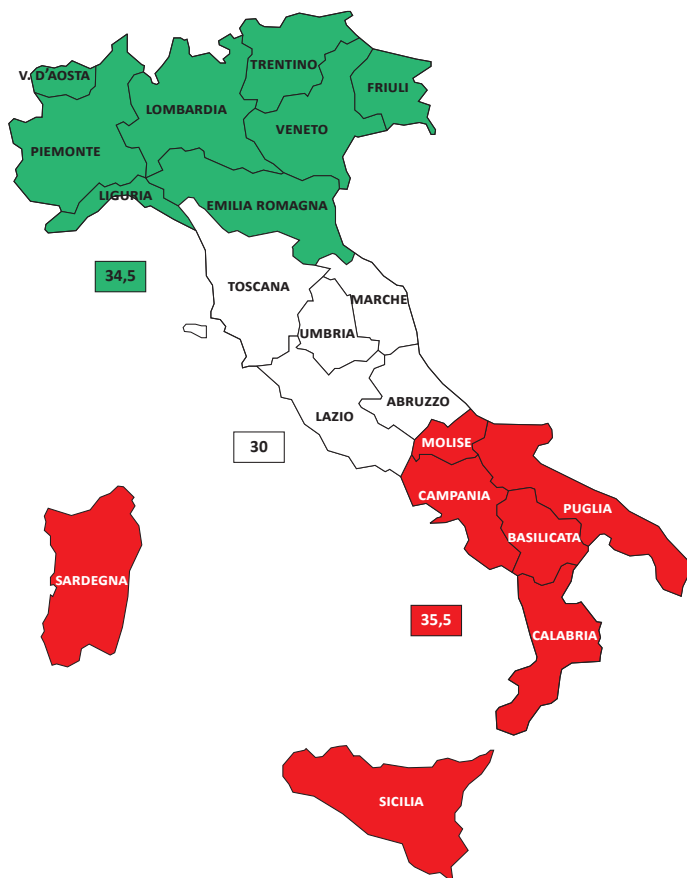 TRENTINO
V. D'AOSTA
FRIULI
LOMBARDIA
VENETO
PIEMONTE
LIGURIA
EMILIA ROMAGNA
34,5
TOSCANA
MARCHE
UMBRIA
ABRUZZO
LAZIO
30
MOLISE
CAMPANIA
PUGLIA
BASILICATA
SARDEGNA
35,5
CALABRIA
SICILIA